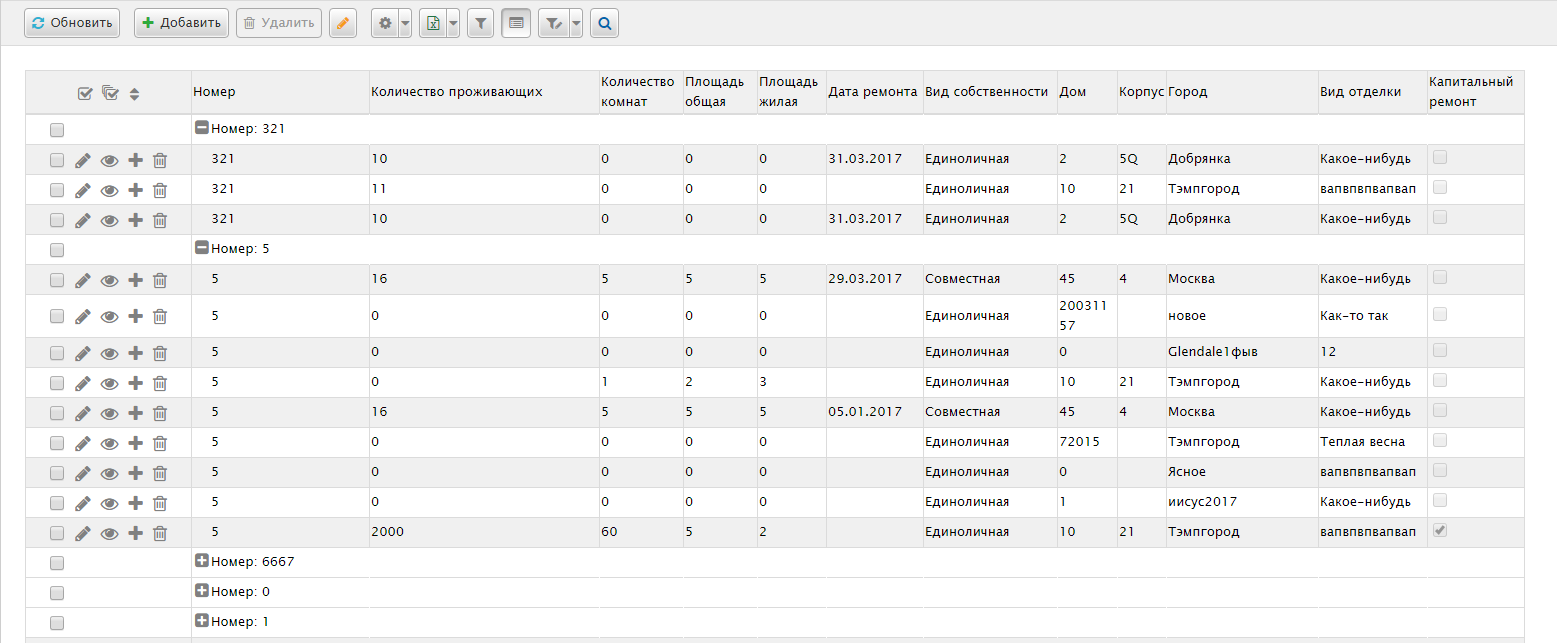 Обновить Добавить Удалить
Номер Количество проживающих Количество комнат Площадь общая Площадь жилая Дата ремонта Вид собственности Дом Корпус Город Вид отделки Капитальный ремонт
Номер: 321
321 10 0 0 0 31.03.2017 Единоличная 2 5Q Добрянка Какое-нибудь
321 11 0 0 0 Единоличная 10 21 Тэмпгород вапвпвпвапвап
321 10 0 0 0 31.03.2017 Единоличная 2 5Q Добрянка Какое-нибудь
Номер: 5
5 16 5 5 5 29.03.2017 Совместная 45 4 Москва Какое-нибудь
5 0 0 0 0 Единоличная 20031157 новое Как-то так
5 0 0 0 0 Единоличная 0 Glendale1фыв 12
5 0 1 2 3 Единоличная 10 21 Тэмпгород Какое-нибудь
5 16 5 5 5 05.01.2017 Совместная 45 4 Москва Какое-нибудь
5 0 0 0 0 Единоличная 72015 Тэмпгород Теплая весна
5 0 0 0 0 Единоличная 0 Ясное вапвпвпвапвап
5 0 0 0 0 Единоличная 1 иисус2017 Какое-нибудь
5 2000 60 5 2 Единоличная 10 21 Тэмпгород вапвпвпвапвап
Номер: 6667
Номер: 0
Номер: 1